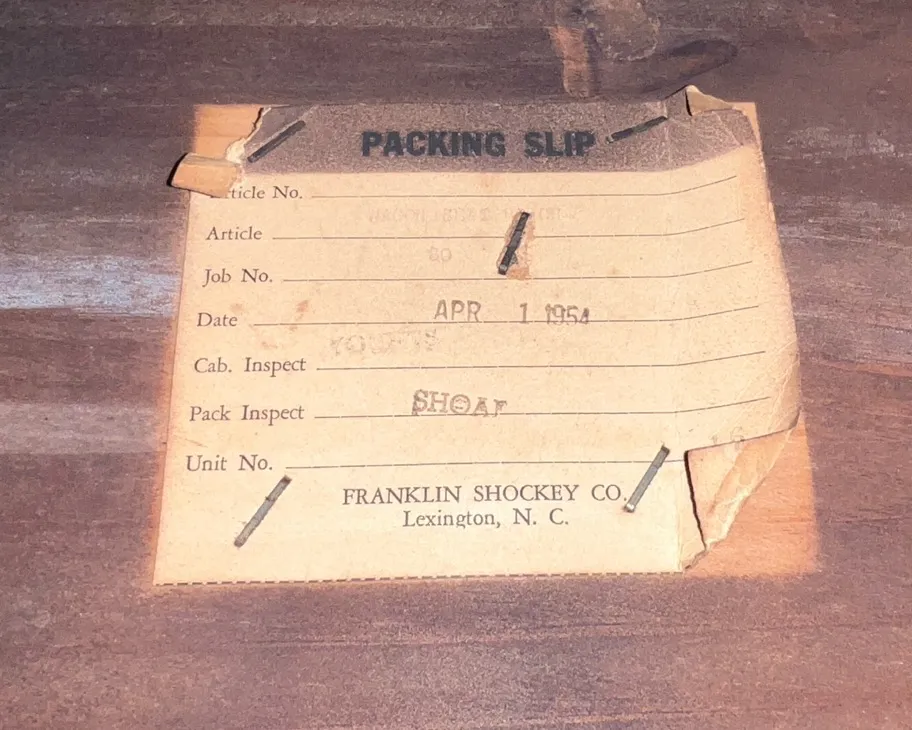 PACKING SLIP
Article No.
Article
Job No.
Date APR 1 1954
Cab. Inspect
Pack Inspect SHOAF
Unit No.
FRANKLIN SHOCKEY CO.
Lexington, N. C.